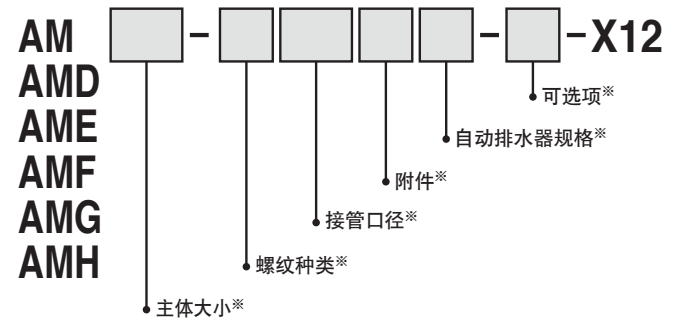 AM - - -X12
AMD
可选项※
AME
自动排水器规格※
AMF
附件※
AMG
接管口径※
AMH
螺纹种类※
主体大小※